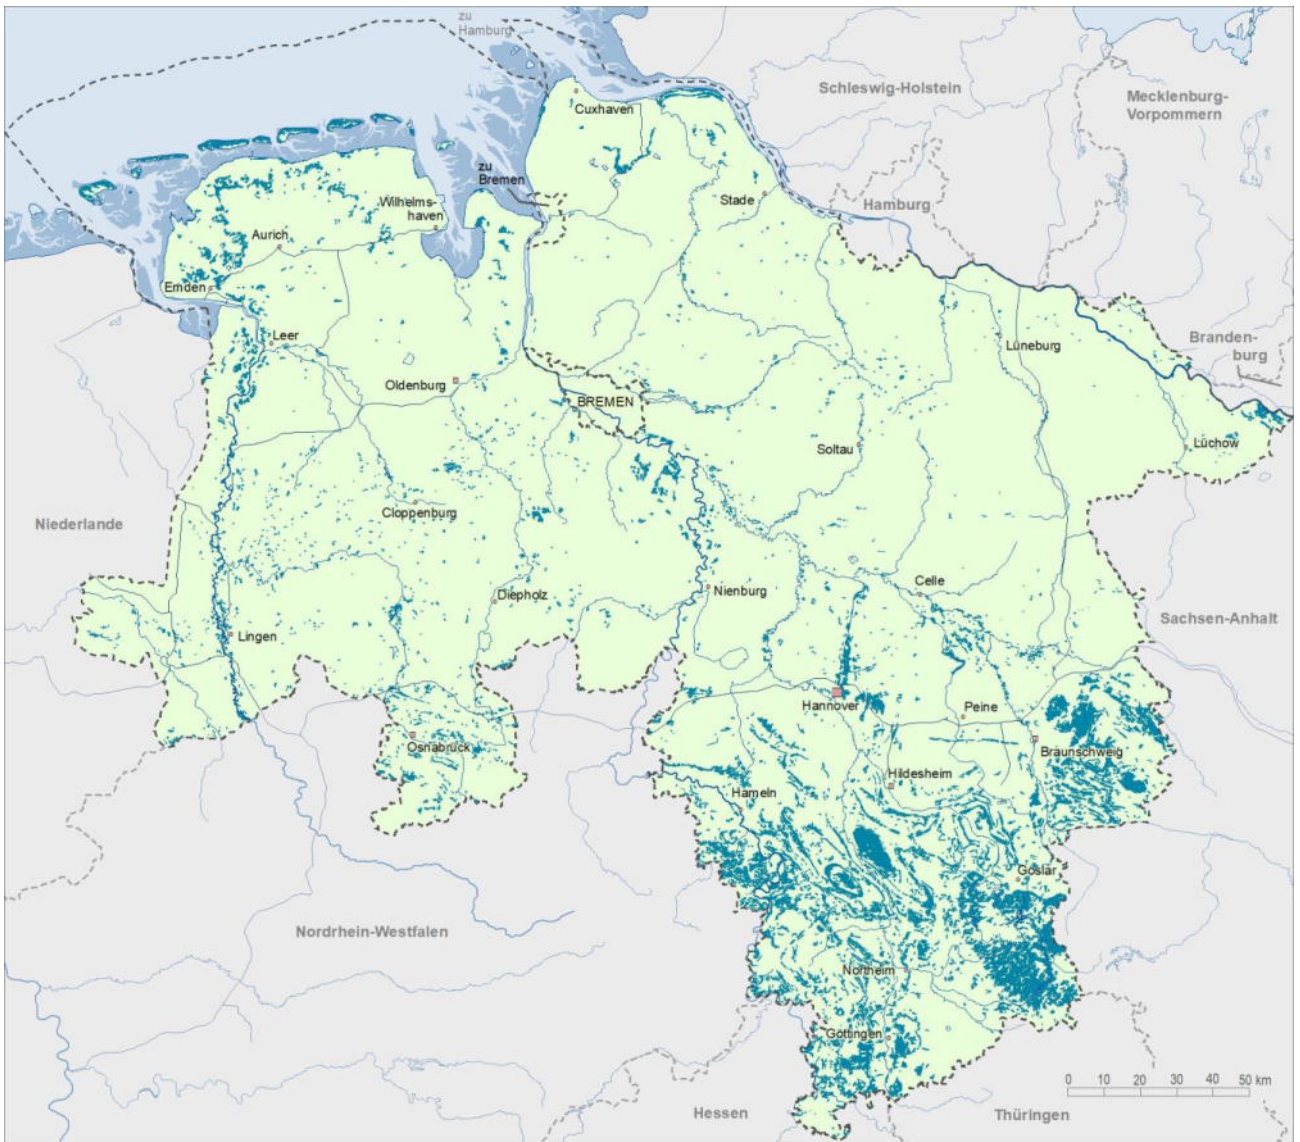 zu
Hamburg
Schleswig-Holstein
Mecklenburg-
Vorpommern
Cuxhaven
zu
Bremen
Stade
Hamburg
Wilhelms-
haven
Aurich
Emden
Leer
Lüneburg
Branden-
burg
Oldenburg
BREMEN
Soltau
Lüchow
Niederlande
Cloppenburg
Celle
Nienburg
Diepholz
Sachsen-Anhalt
Lingen
Hannover
Peine
Osnabrück
Braunschweig
Hildesheim
Hameln
Goslar
Nordrhein-Westfalen
Northeim
Göttingen
0 10 20 30 40 50 km
Hessen
Thüringen